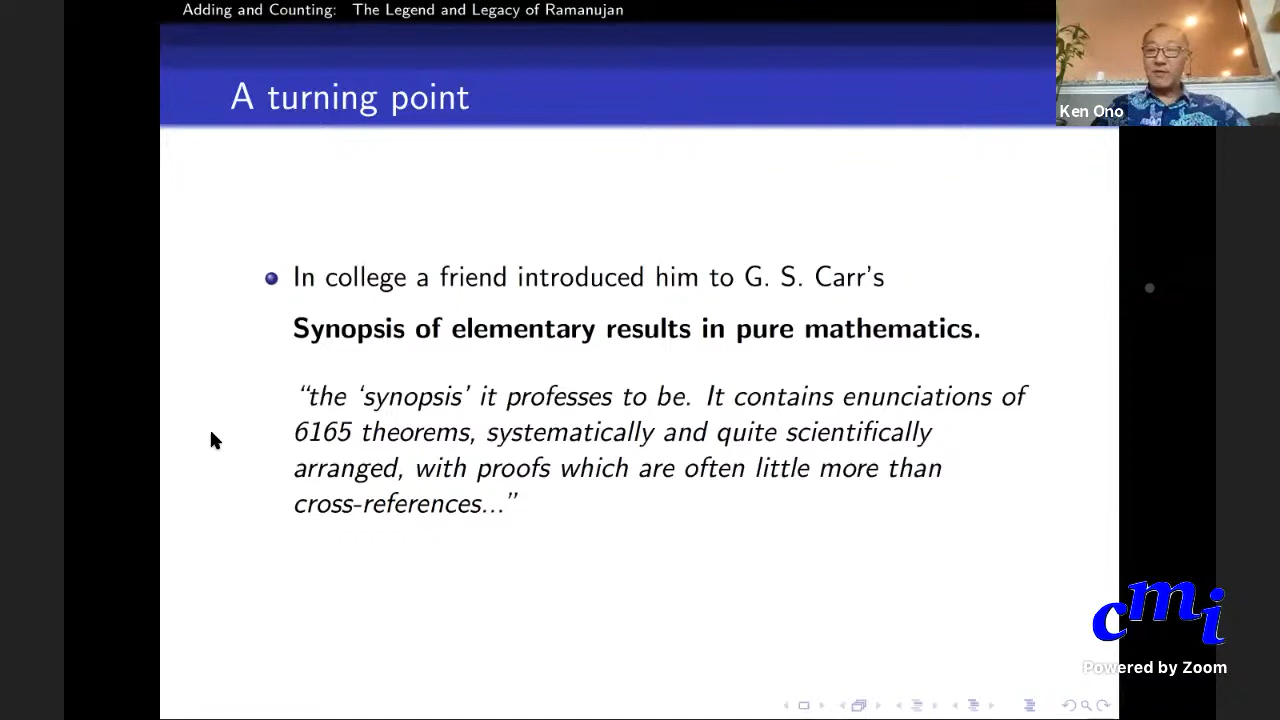 Adding and Counting: The Legend and Legacy of Ramanujan
A turning point
Ken Ono
In college a friend introduced him to G. S. Carr's
Synopsis of elementary results in pure mathematics.
“the ‘synopsis’ it professes to be. It contains enunciations of
6165 theorems, systematically and quite scientifically
arranged, with proofs which are often little more than
cross-references...”
cmi
Powered by Zoom